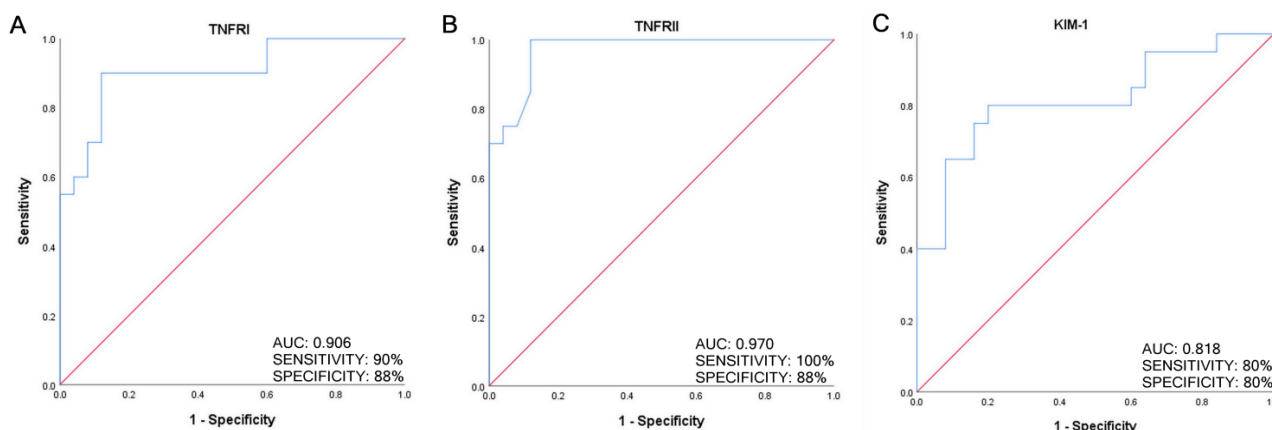 A
TNFRI
1.0
0.8
0.6
0.4
0.2
0.0
Sensitivity
AUC: 0.906
SENSITIVITY: 90%
SPECIFICITY: 88%
0.0 0.2 0.4 0.6 0.8 1.0
1 - Specificity
B
TNFRII
1.0
0.8
0.6
0.4
0.2
0.0
Sensitivity
AUC: 0.970
SENSITIVITY: 100%
SPECIFICITY: 88%
0.0 0.2 0.4 0.6 0.8 1.0
1 - Specificity
C
KIM-1
1.0
0.8
0.6
0.4
0.2
0.0
Sensitivity
AUC: 0.818
SENSITIVITY: 80%
SPECIFICITY: 80%
0.0 0.2 0.4 0.6 0.8
1 - Specificity